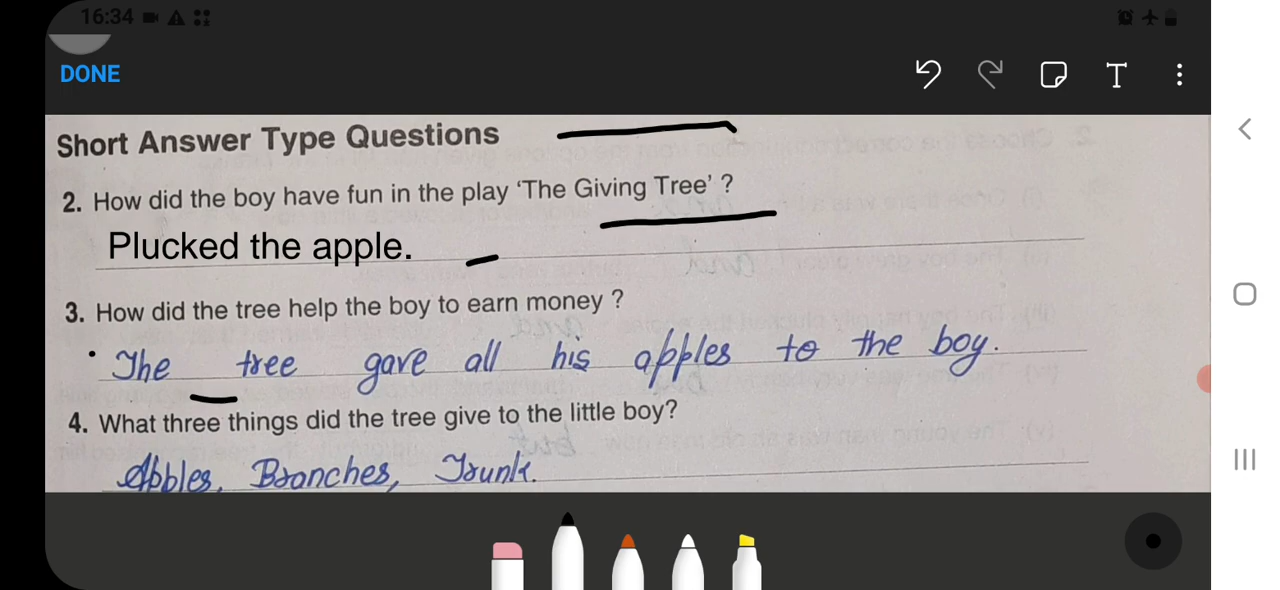 16:34
DONE
T
Short Answer Type Questions
2. How did the boy have fun in the play ‘The Giving Tree’ ?
Plucked the apple.
3. How did the tree help the boy to earn money ?
The tree gave all his apples to the boy.
4. What three things did the tree give to the little boy?
Apples, Branches, Trunk.